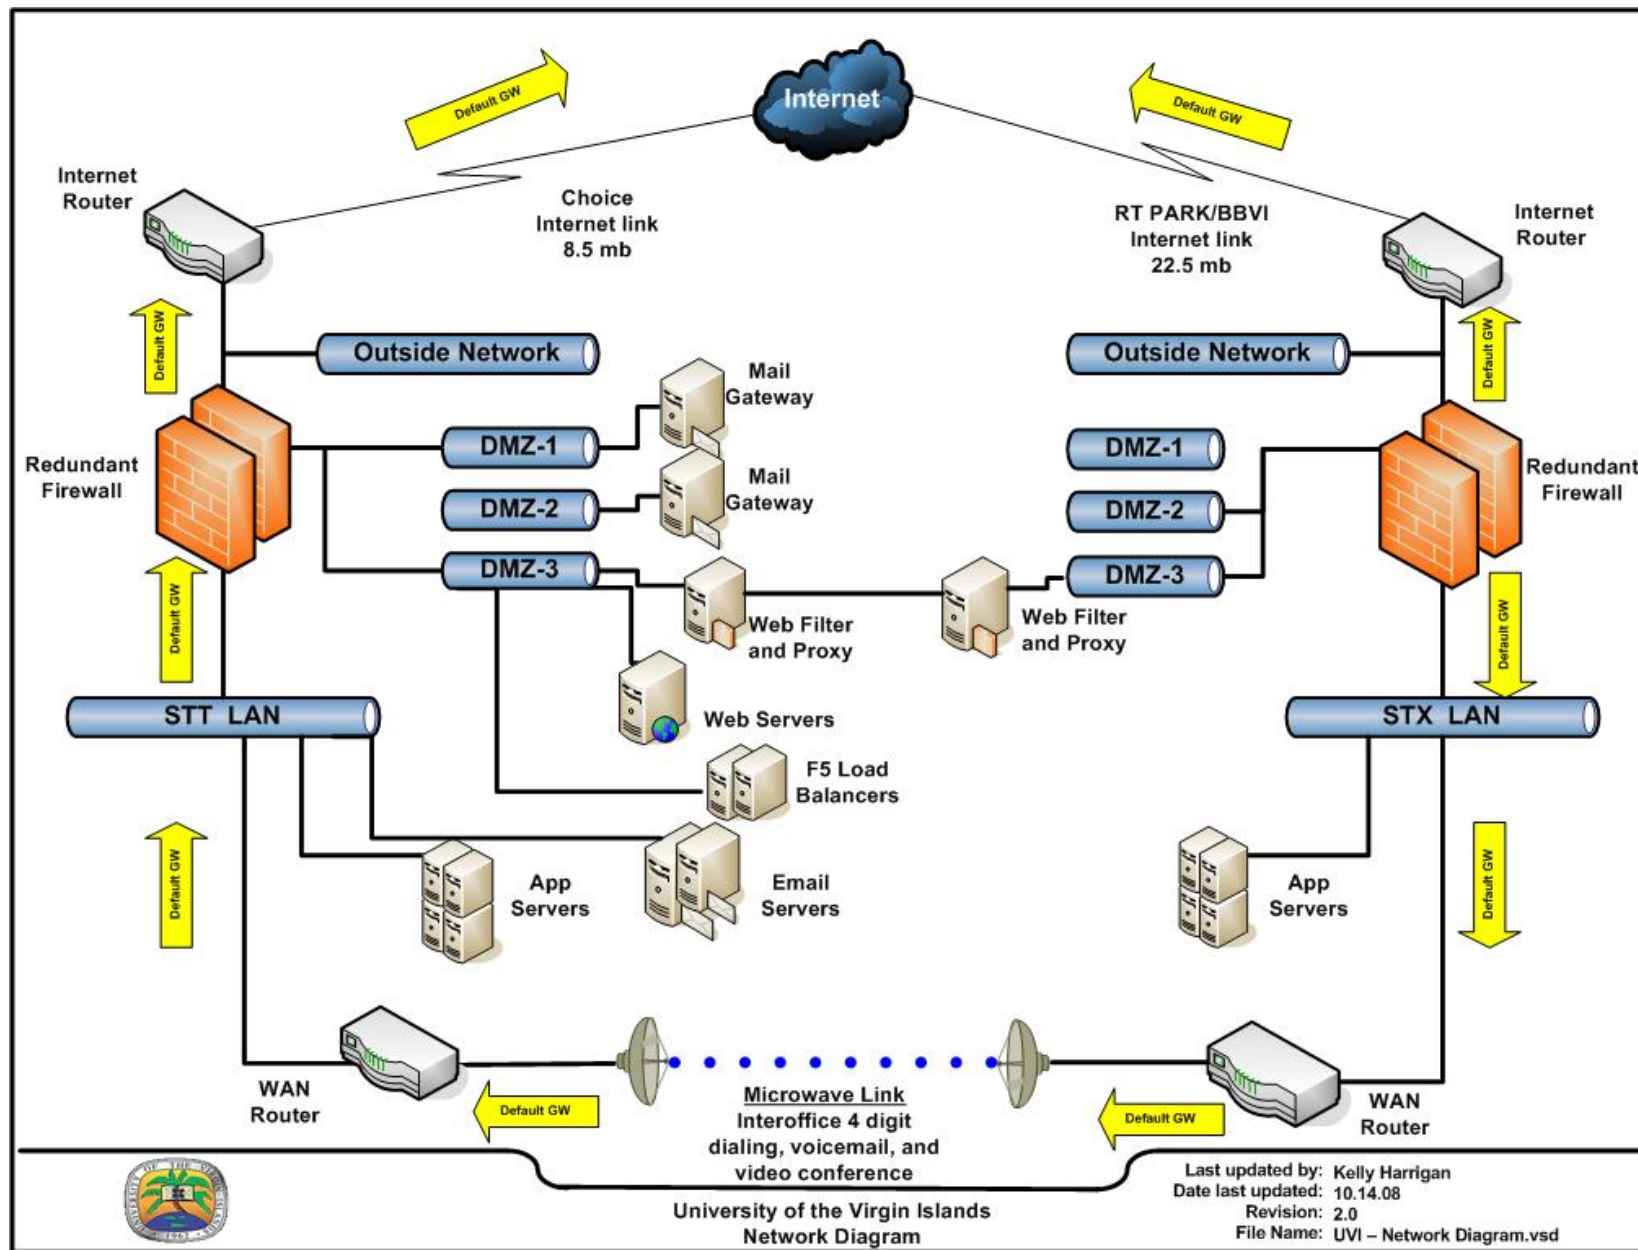 Default GW
Internet
Default GW
Internet
Router
Choice
Internet link
8.5 mb
RT PARK/BBVI
Internet link
22.5 mb
Internet
Router
Default GW
Outside Network
Outside Network
Default GW
Redundant
Firewall
DMZ-1
Mail
Gateway
DMZ-2
Mail
Gateway
DMZ-3
DMZ-1
DMZ-2
DMZ-3
Redundant
Firewall
Web Filter
and Proxy
Web Filter
and Proxy
Default GW
Default GW
STT LAN
Web Servers
STX LAN
F5 Load
Balancers
Default GW
App
Servers
Email
Servers
App
Servers
Default GW
WAN
Router
Default GW
Microwave Link
Interoffice 4 digit
dialing, voicemail, and
video conference
Default GW
WAN
Router
UNIVERSITY OF THE VIRGIN ISLANDS
1962
University of the Virgin Islands
Network Diagram
Last updated by: Kelly Harrigan
Date last updated: 10.14.08
Revision: 2.0
File Name: UVI – Network Diagram.vsd